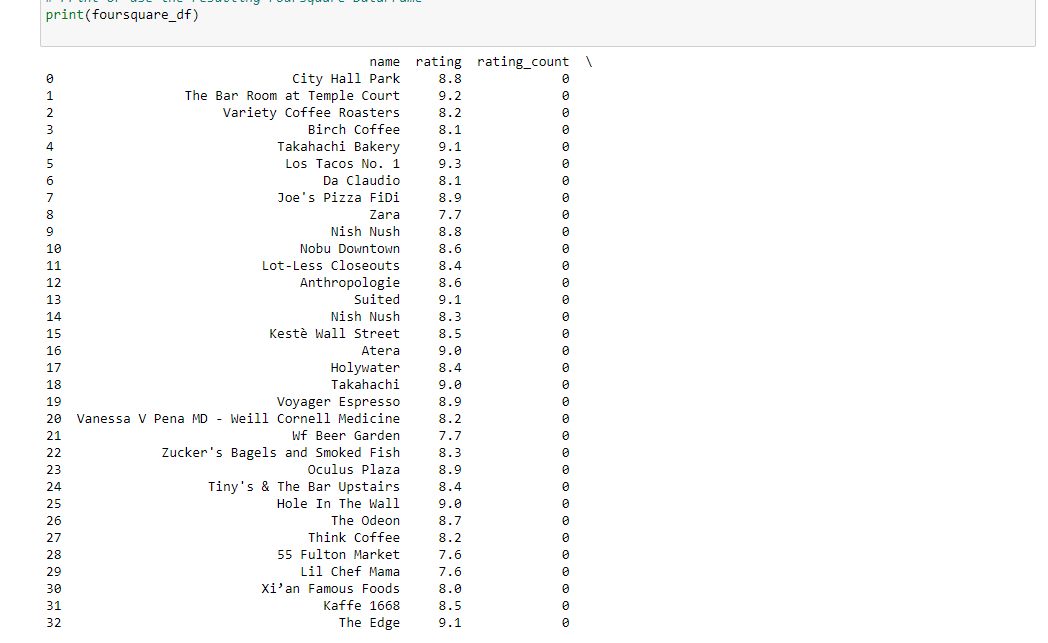 # Print or use the resulting Foursquare DataFrame
print(foursquare_df)
name rating rating_count \
0 City Hall Park 8.8 0
1 The Bar Room at Temple Court 9.2 0
2 Variety Coffee Roasters 8.2 0
3 Birch Coffee 8.1 0
4 Takahachi Bakery 9.1 0
5 Los Tacos No. 1 9.3 0
6 Da Claudio 8.1 0
7 Joe's Pizza FiDi 8.9 0
8 Zara 7.7 0
9 Nish Nush 8.8 0
10 Nobu Downtown 8.6 0
11 Lot-Less Closeouts 8.4 0
12 Anthropologie 8.6 0
13 Suited 9.1 0
14 Nish Nush 8.3 0
15 Kestè Wall Street 8.5 0
16 Atera 9.0 0
17 Holywater 8.4 0
18 Takahachi 9.0 0
19 Voyager Espresso 8.9 0
20 Vanessa V Pena MD - Weill Cornell Medicine 8.2 0
21 Wf Beer Garden 7.7 0
22 Zucker's Bagels and Smoked Fish 8.3 0
23 Oculus Plaza 8.9 0
24 Tiny's & The Bar Upstairs 8.4 0
25 Hole In The Wall 9.0 0
26 The Odeon 8.7 0
27 Think Coffee 8.2 0
28 55 Fulton Market 7.6 0
29 Lil Chef Mama 7.6 0
30 Xi’an Famous Foods 8.0 0
31 Kaffe 1668 8.5 0
32 The Edge 9.1 0